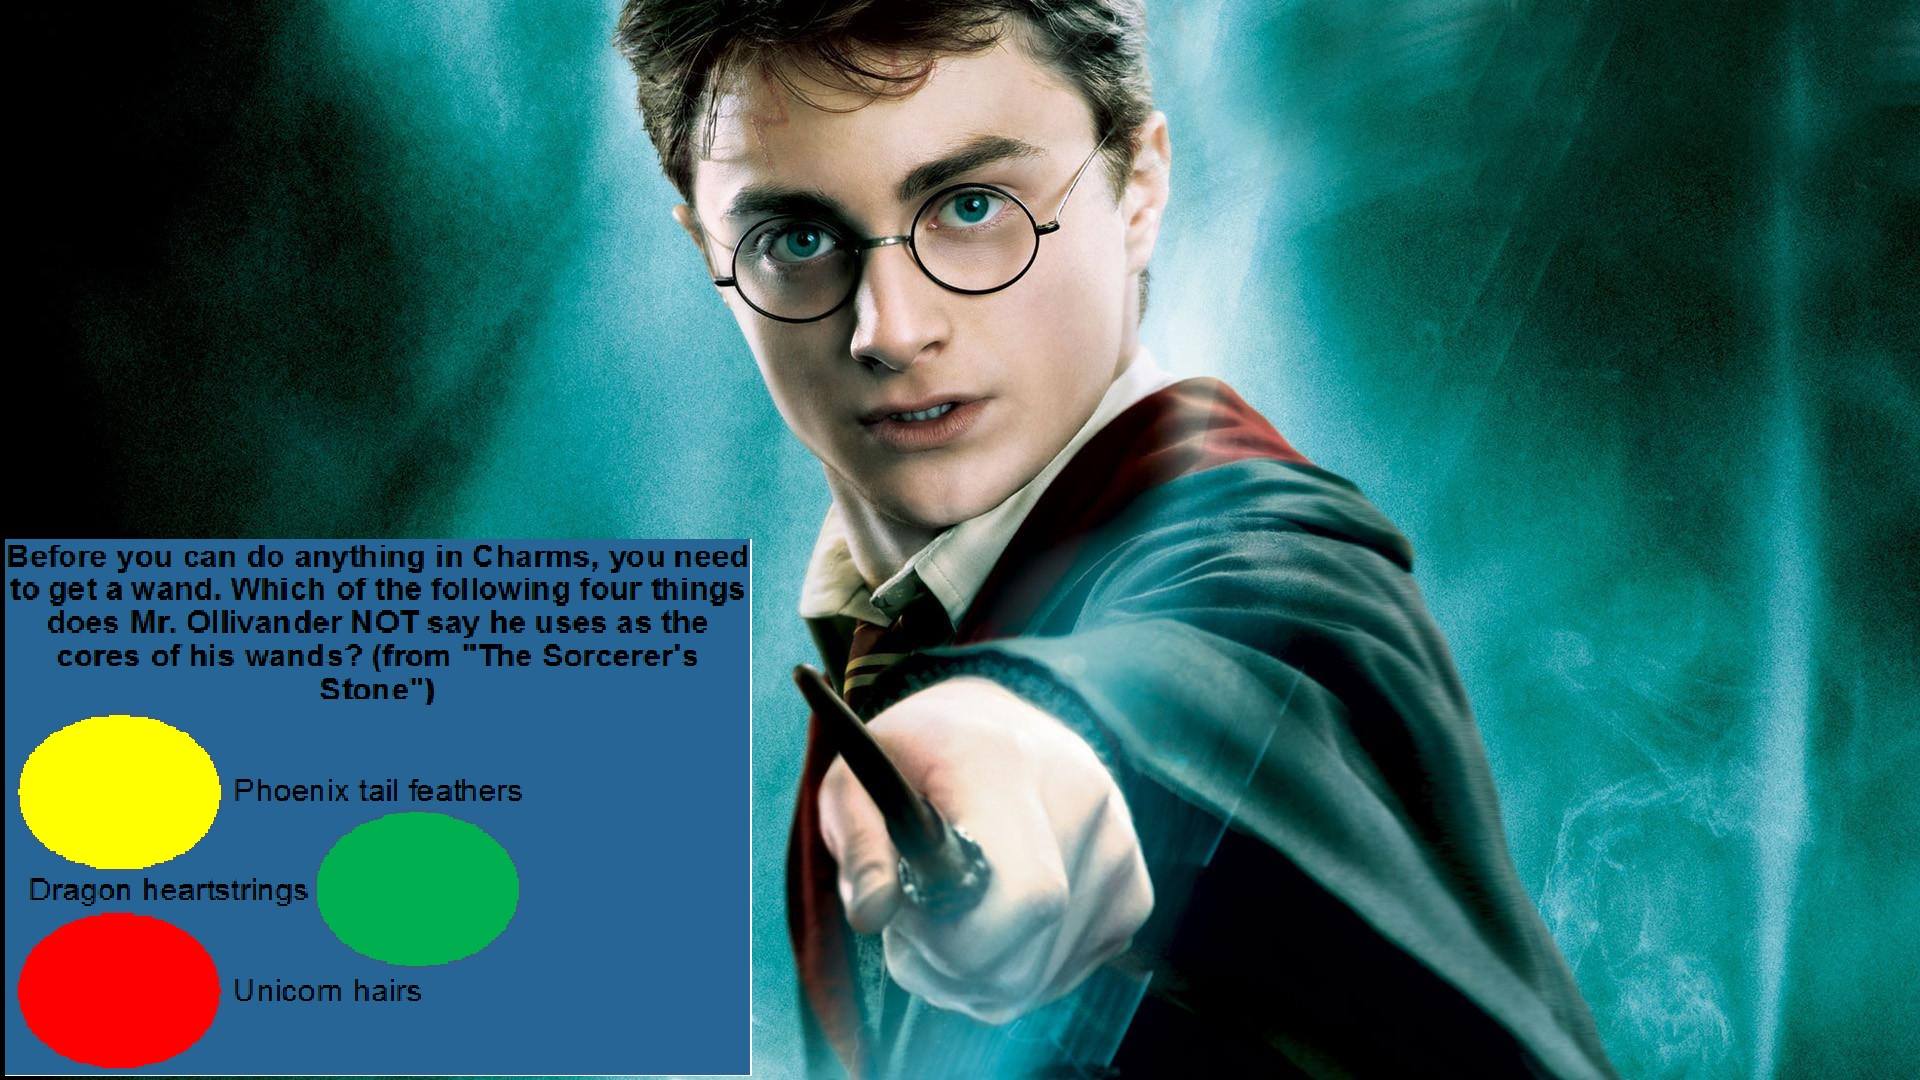 Before you can do anything in Charms, you need
to get a wand. Which of the following four things
does Mr. Ollivander NOT say he uses as the
cores of his wands? (from "The Sorcerer's
Stone")
Phoenix tail feathers
Dragon heartstrings
Unicorn hairs